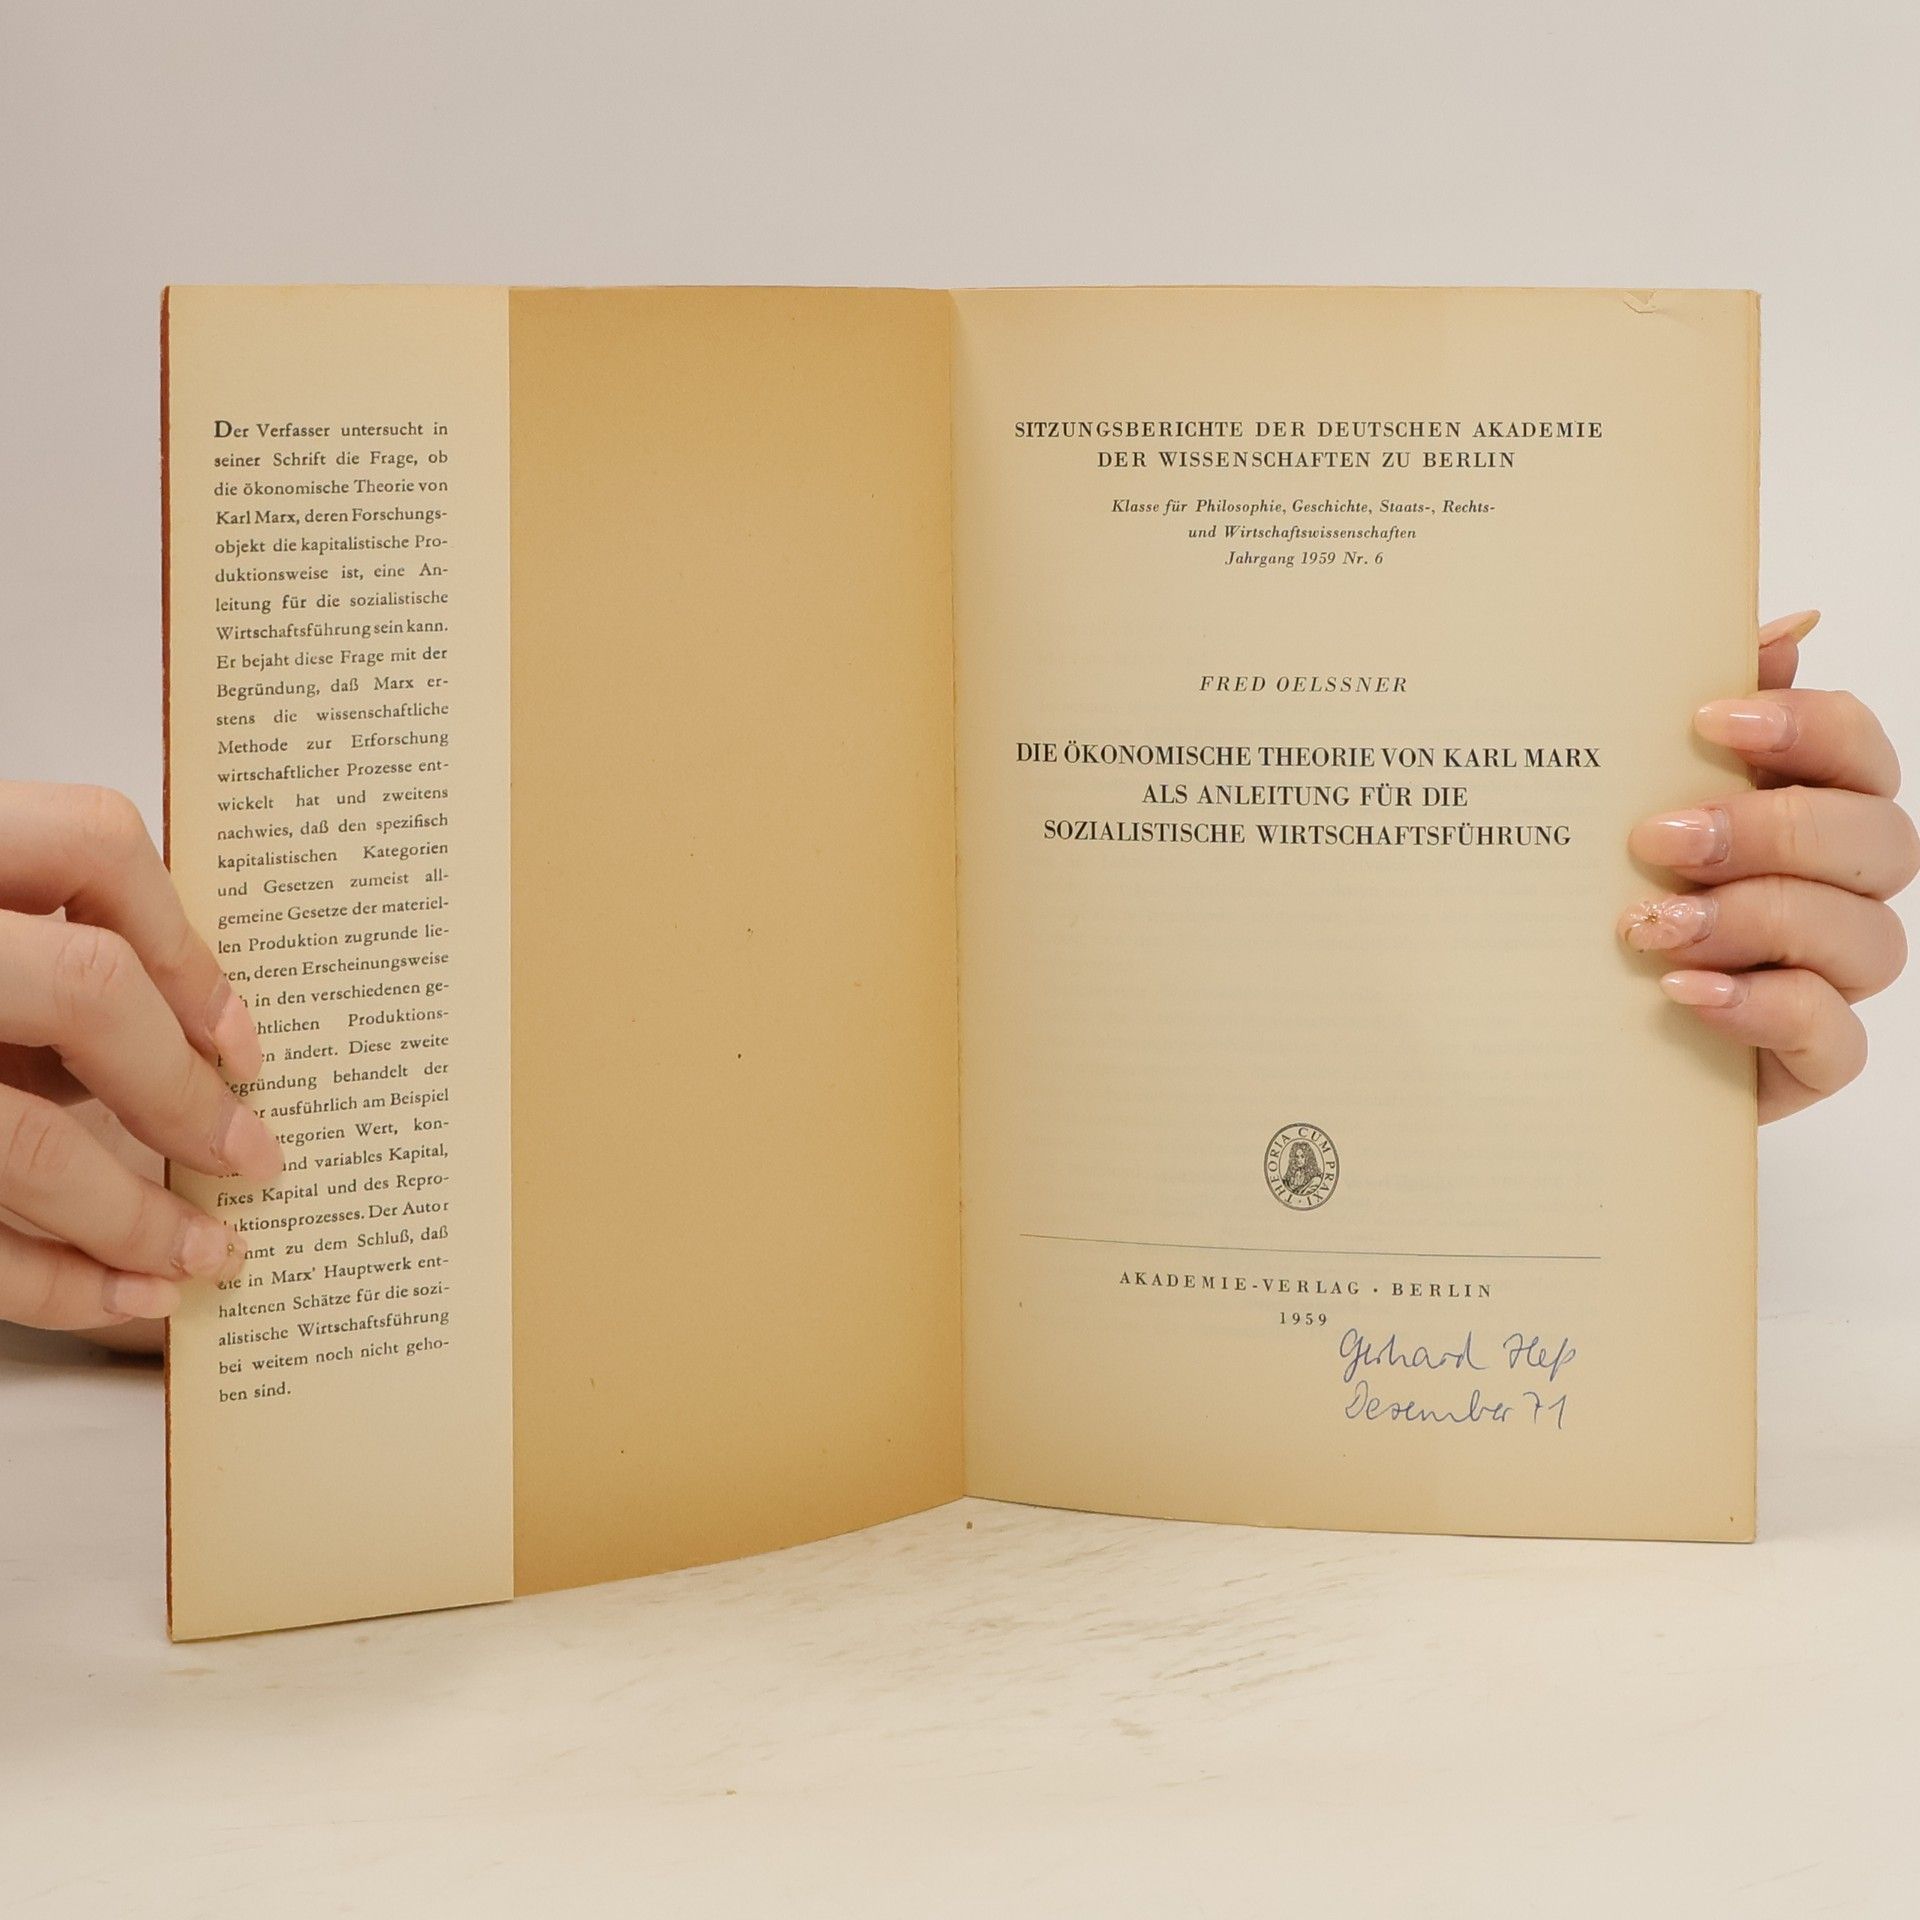 Der Verfasser untersucht in
seiner Schrift die Frage, ob
die ökonomische Theorie von
Karl Marx, deren Forschungs-
objekt die kapitalistische Pro-
duktionsweise ist, eine An-
leitung für die sozialistische
Wirtschaftsführung sein kann.
Er bejaht diese Frage mit der
Begründung, daß Marx er-
stens die wissenschaftliche
Methode zur Erforschung
wirtschaftlicher Prozesse ent-
wickelt hat und zweitens
nachwies, daß den spezifisch
kapitalistischen Kategorien
und Gesetzen zumeist all-
gemeine Gesetze der materiel-
len Produktion zugrunde lie-
en, deren Erscheinungsweise
h in den verschiedenen ge-
htlichen Produktions-
n ändert. Diese zweite
egründung behandelt der
r ausführlich am Beispiel
tegorien Wert, kon-
und variables Kapital,
fixes Kapital und des Repro-
uktionsprozesses. Der Autor
mmt zu dem Schluß, daß
die in Marx' Hauptwerk ent-
haltenen Schätze für die sozi-
alistische Wirtschaftsführung
bei weitem noch nicht geho-
ben sind.
SITZUNGSBERICHTE DER DEUTSCHEN AKADEMIE
DER WISSENSCHAFTEN ZU BERLIN
Klasse für Philosophie, Geschichte, Staats-, Rechts-
und Wirtschaftswissenschaften
Jahrgang 1959 Nr. 6
FRED OELSSNER
DIE ÖKONOMISCHE THEORIE VON KARL MARX
ALS ANLEITUNG FÜR DIE
SOZIALISTISCHE WIRTSCHAFTSFÜHRUNG
THEORIA CUM PRAXI
AKADEMIE-VERLAG · BERLIN
1959
Gerhard Heß
Dezember 71